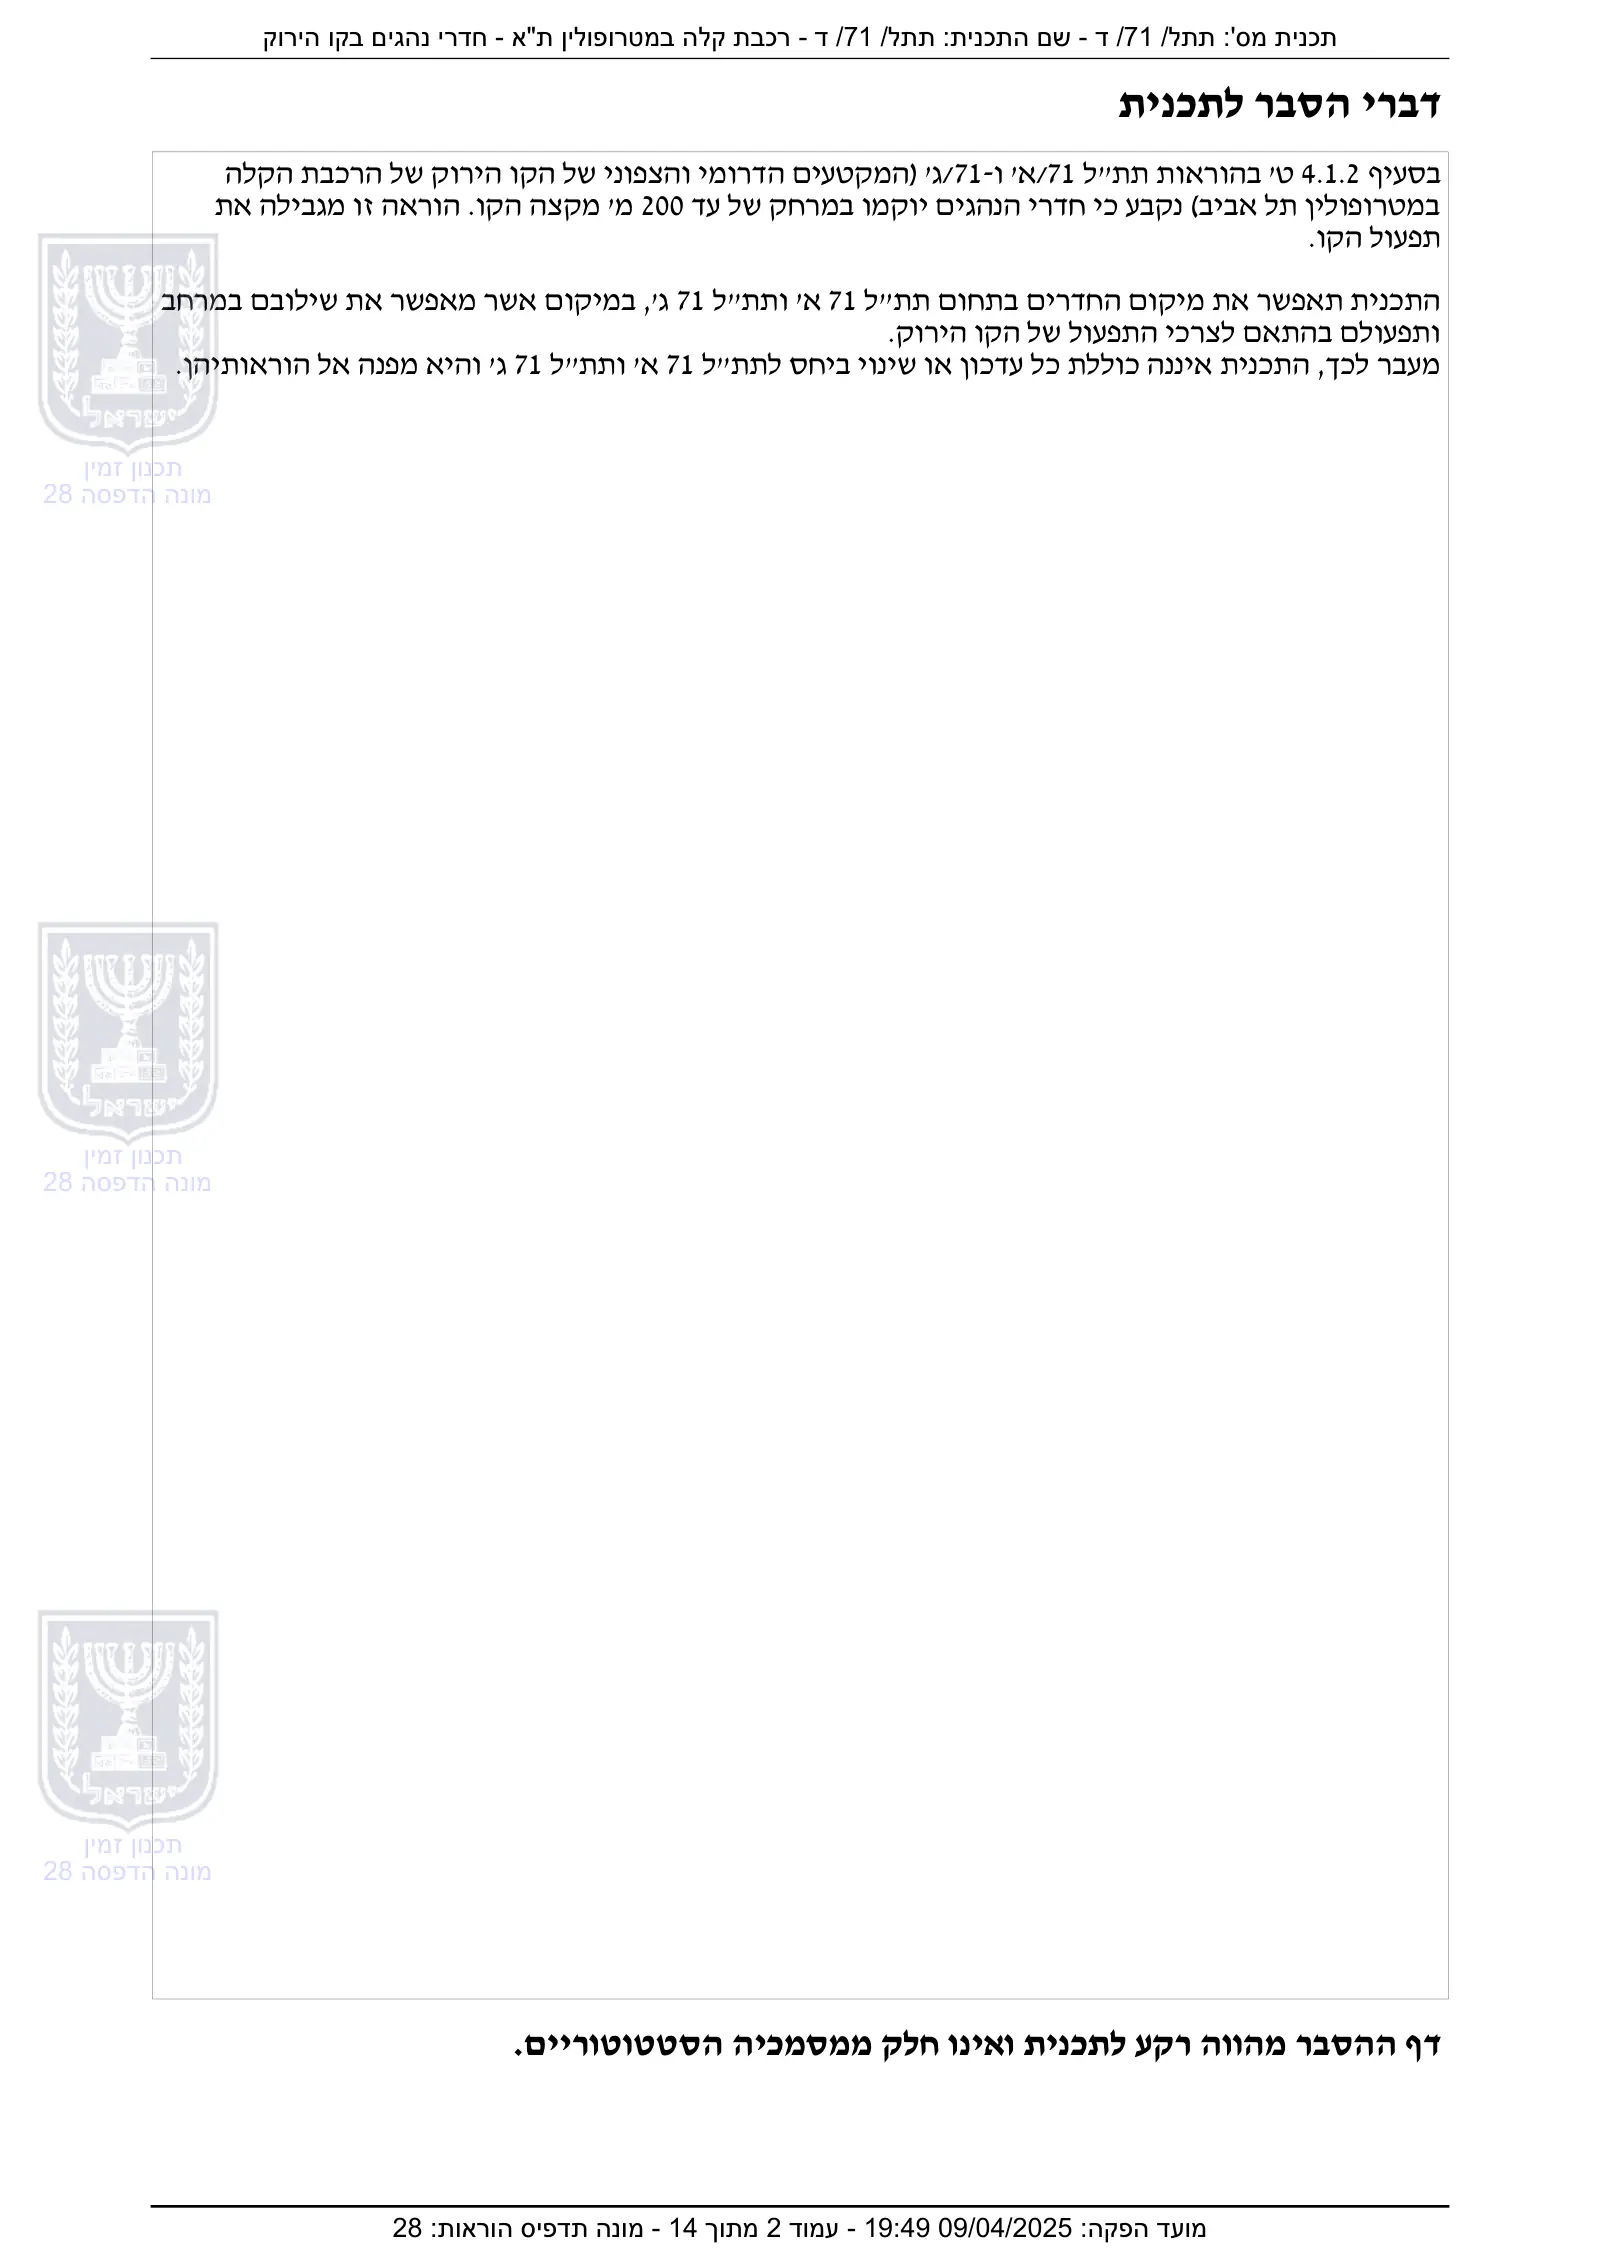 תכנית מס': תתל/ 71/ ד - שם התכנית: תתל/ 71/ ד - רכבת קלה במטרופולין ת"א - חדרי נהגים בקו הירוק
דברי הסבר לתכנית
בסעיף 4.1.2 ט' בהוראות תת"ל 71/א' ו-71/ג' (המקטעים הדרומי והצפוני של הקו הירוק של הרכבת הקלה
במטרופולין תל אביב) נקבע כי חדרי הנהגים יוקמו במרחק של עד 200 מ' מקצה הקו. הוראה זו מגבילה את
תפעול הקו.
התכנית תאפשר את מיקום החדרים בתחום תת"ל 71 א' ותת"ל 71 ג', במיקום אשר מאפשר את שילובם במרחב
ותפעולם בהתאם לצרכי התפעול של הקו הירוק.
מעבר לכך, התכנית איננה כוללת כל עדכון או שינוי ביחס לתת"ל 71 א' ותת"ל 71 ג' והיא מפנה אל הוראותיהן.
ישראל
תכנון זמין
מונה הדפסה 28
ישראל
תכנון זמין
מונה הדפסה 28
ישראל
תכנון זמין
מונה הדפסה 28
דף ההסבר מהווה רקע לתכנית ואינו חלק ממסמכיה הסטטוטוריים.
מועד הפקה: 09/04/2025 19:49 - עמוד 2 מתוך 14 - מונה תדפיס הוראות: 28